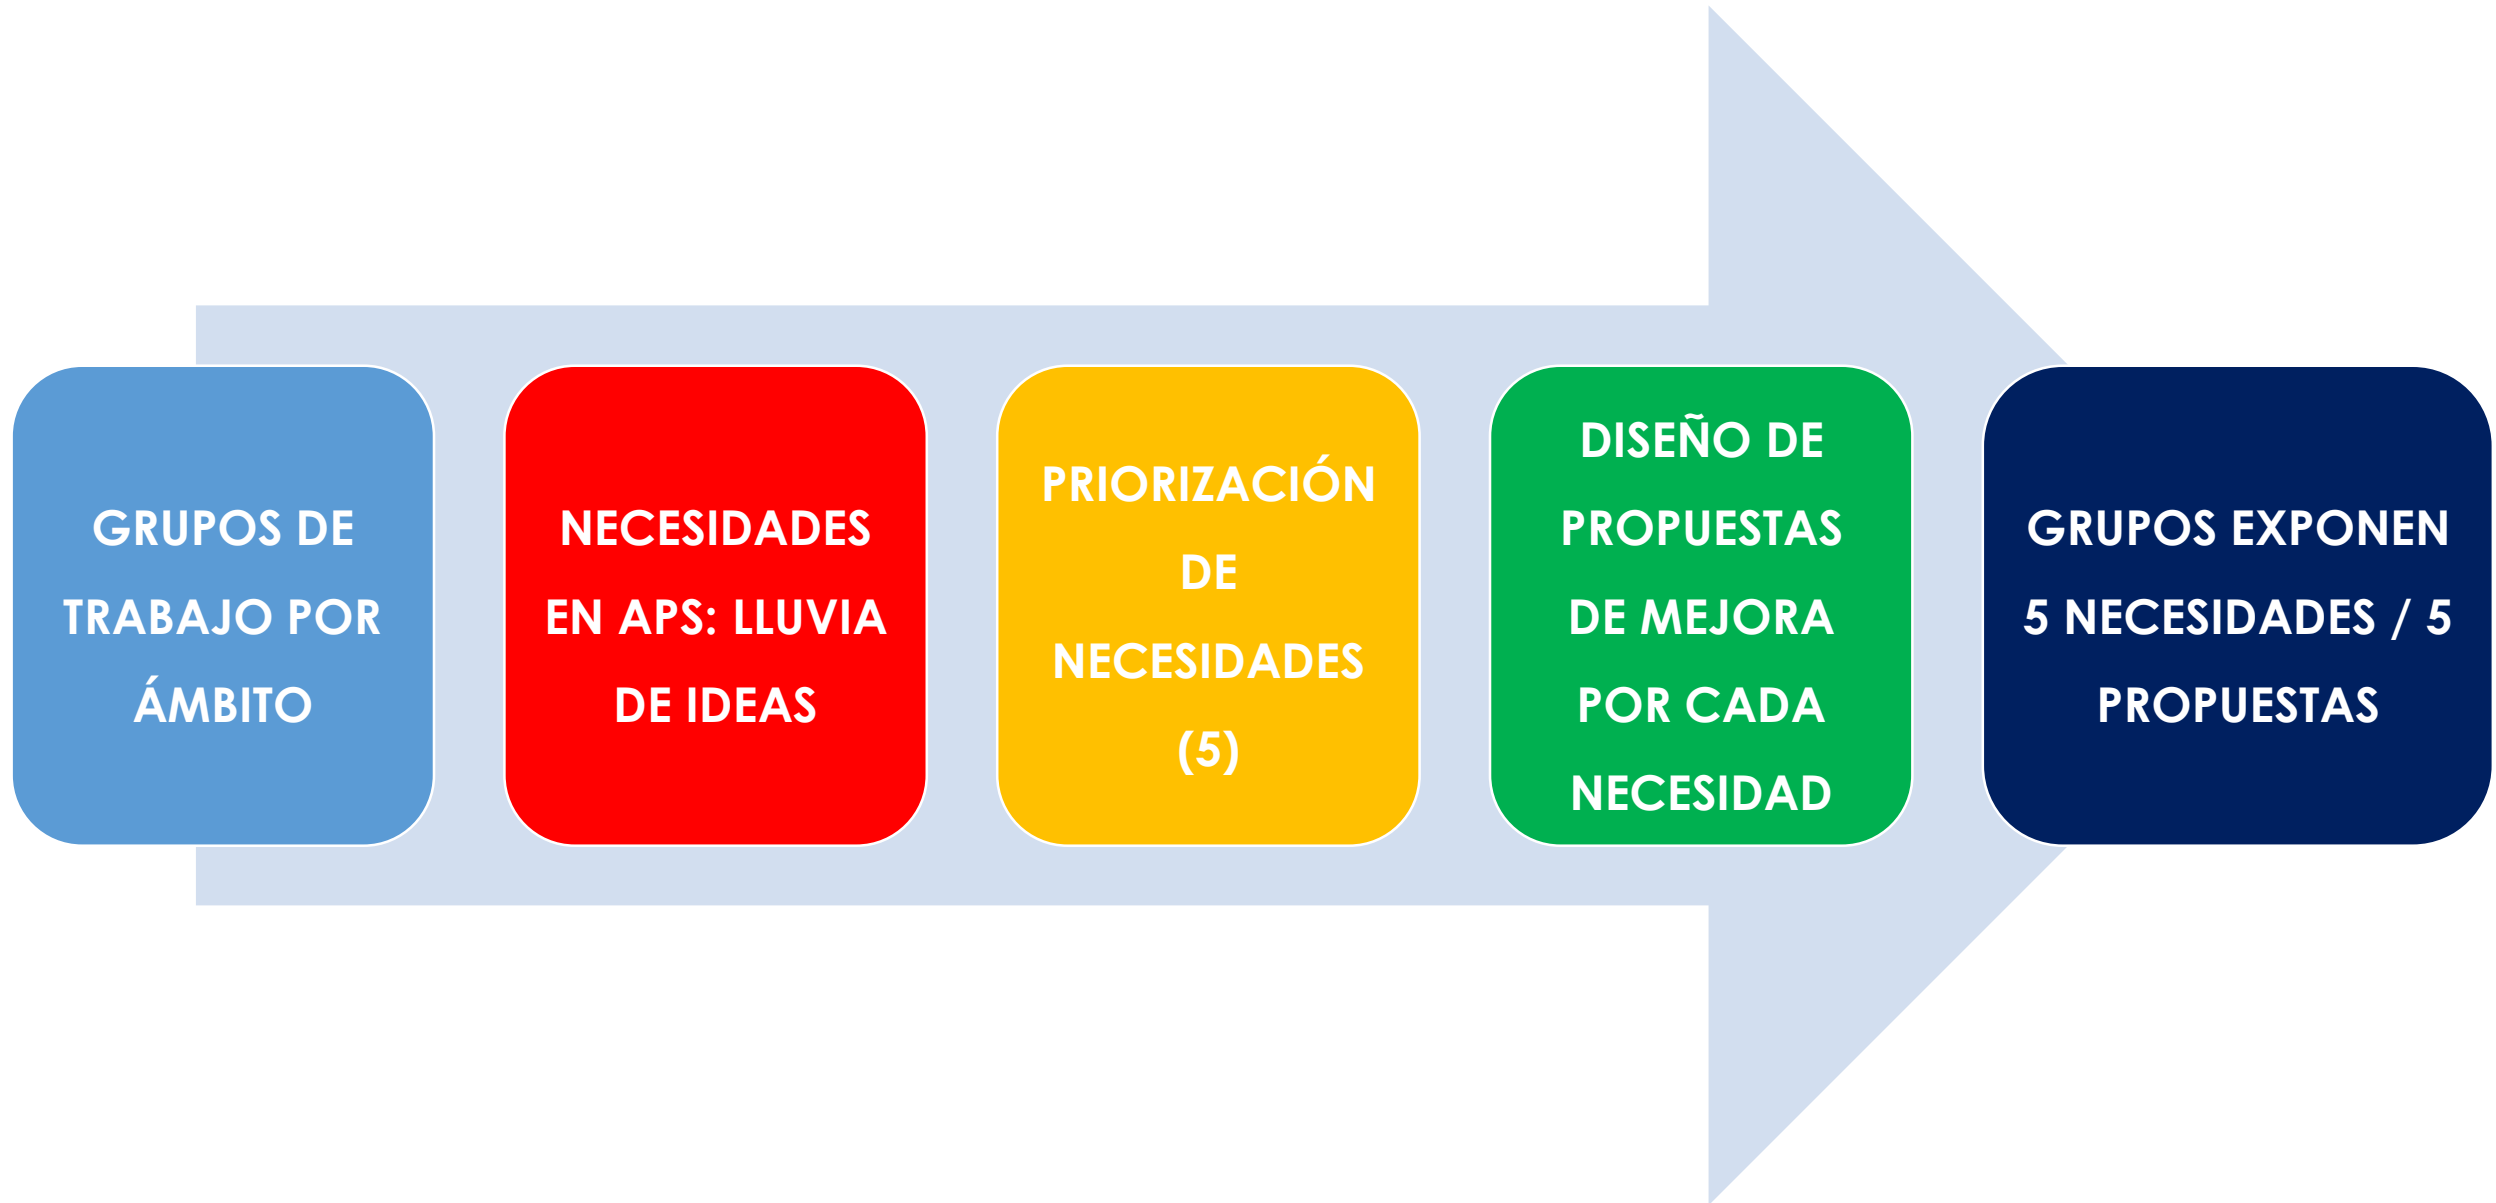 GRUPOS DE
TRABAJO POR
ÁMBITO
NECESIDADES
EN APS: LLUVIA
DE IDEAS
PRIORIZACIÓN
DE
NECESIDADES
(5)
DISEÑO DE
PROPUESTAS
DE MEJORA
POR CADA
NECESIDAD
GRUPOS EXPONEN
5 NECESIDADES / 5
PROPUESTAS